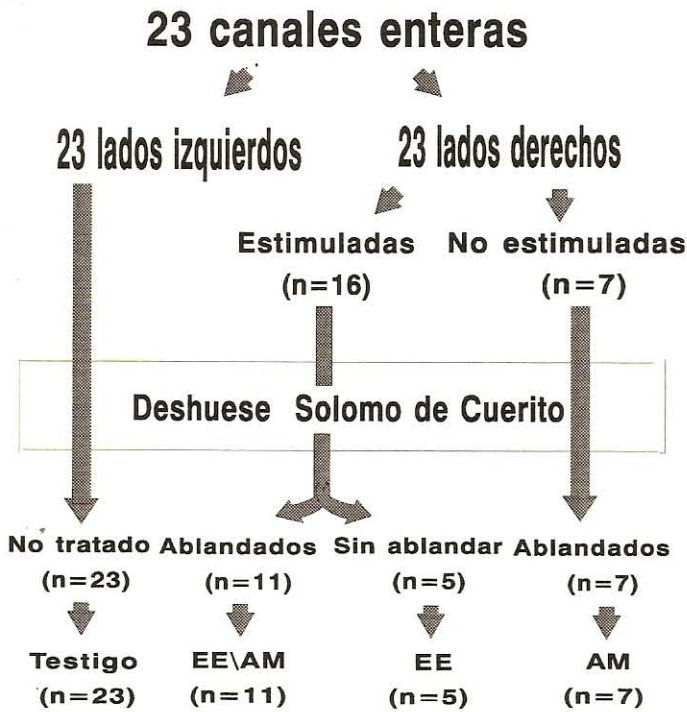 23 canales enteras
23 lados izquierdos 23 lados derechos
Estimuladas No estimuladas
(n=16) (n=7)
Deshuese Solomo de Cuerito
No tratado Ablandados Sin ablandar Ablandados
(n=23) (n=11) (n=5) (n=7)
Testigo EE\AM EE AM
(n=23) (n=11) (n=5) (n=7)